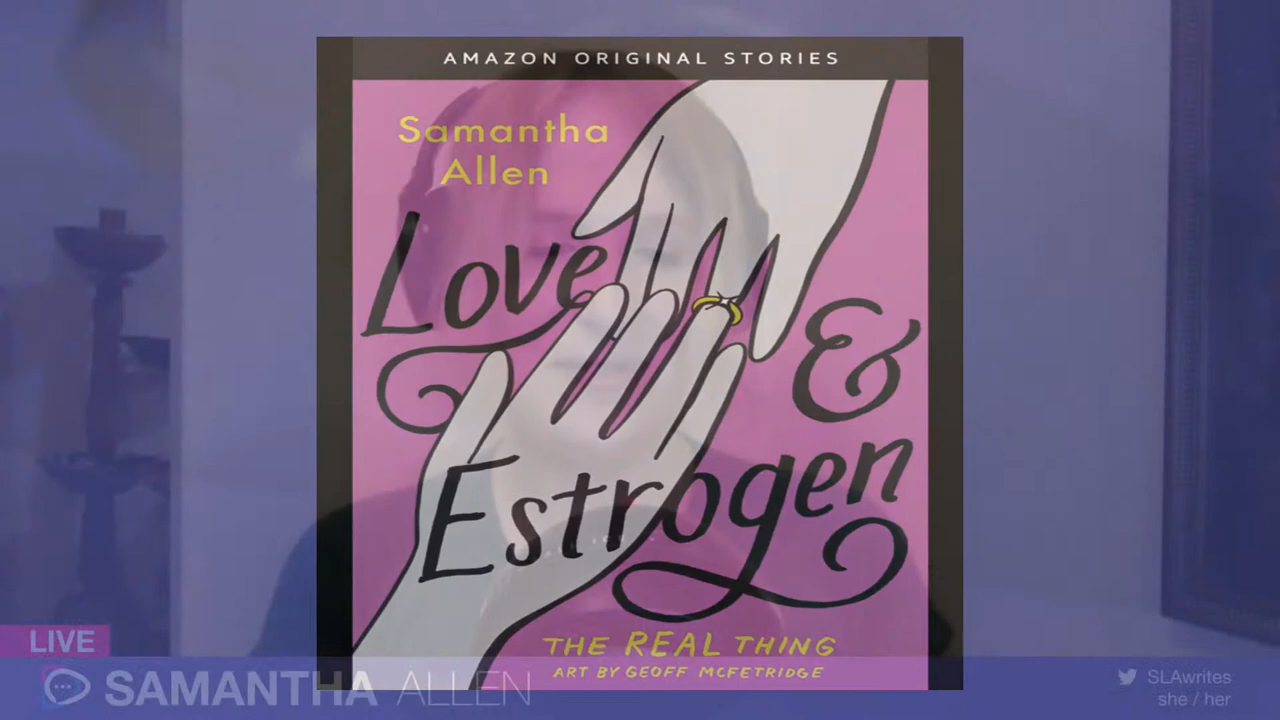 AMAZON ORIGINAL STORIES
Samantha
Allen
Love
&
Estrogen
THE REAL THING
ART BY GEOFF MCFETRIDGE
LIVE
SAMANTHA ALLEN
SLAwrites
she / her